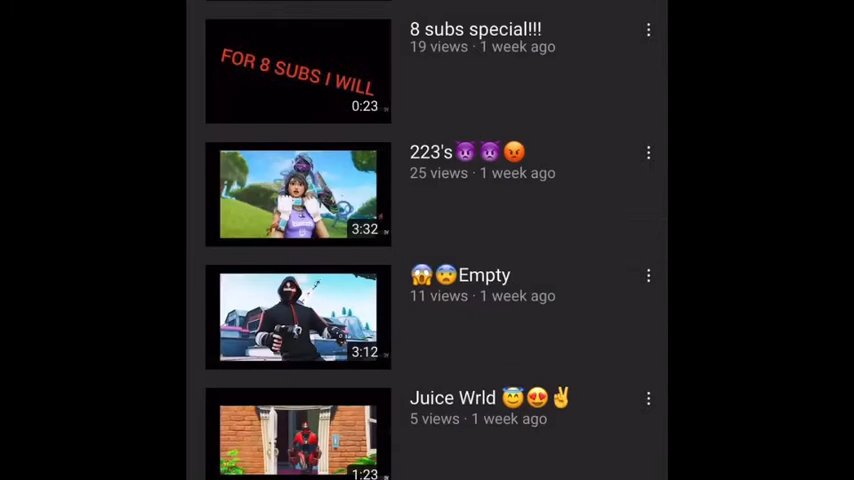 8 subs special!!!
19 views · 1 week ago
FOR 8 SUBS I WILL
0:23
223's👿👿😡
25 views · 1 week ago
3:32
😱😨Empty
11 views · 1 week ago
3:12
Juice Wrld 😇😍✌
5 views · 1 week ago
1:23